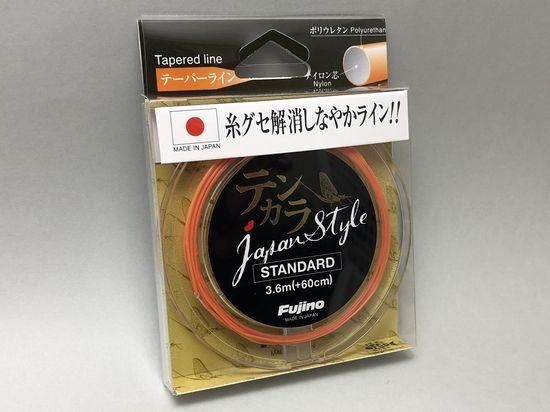 Tapered line
テーパーライン
ポリウレタン Polyurethan
ナイロン芯
Nylon
MADE IN JAPAN
糸グセ解消しなやかライン!!
テンカラ
Japan Style
STANDARD
3.6m(+60cm)
Fujino
MADE IN JAPAN